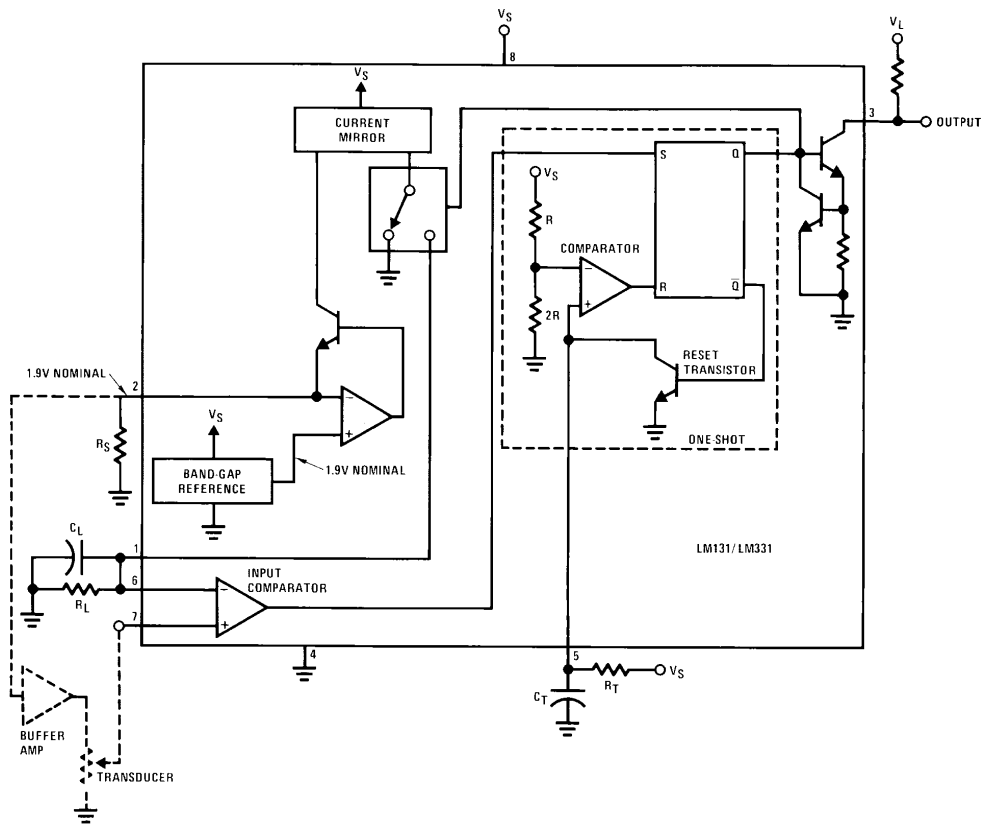 VS
8
VL
VS
CURRENT
MIRROR
3
OUTPUT
S
Q
VS
R
COMPARATOR
−
+
R
Q̅
2R
RESET
TRANSISTOR
ONE-SHOT
1.9V NOMINAL
2
−
+
RS
VS
BAND-GAP
REFERENCE
1.9V NOMINAL
CL
1
LM131/LM331
6
RL
INPUT
COMPARATOR
−
+
7
4
5
RT
VS
CT
BUFFER
AMP
TRANSDUCER